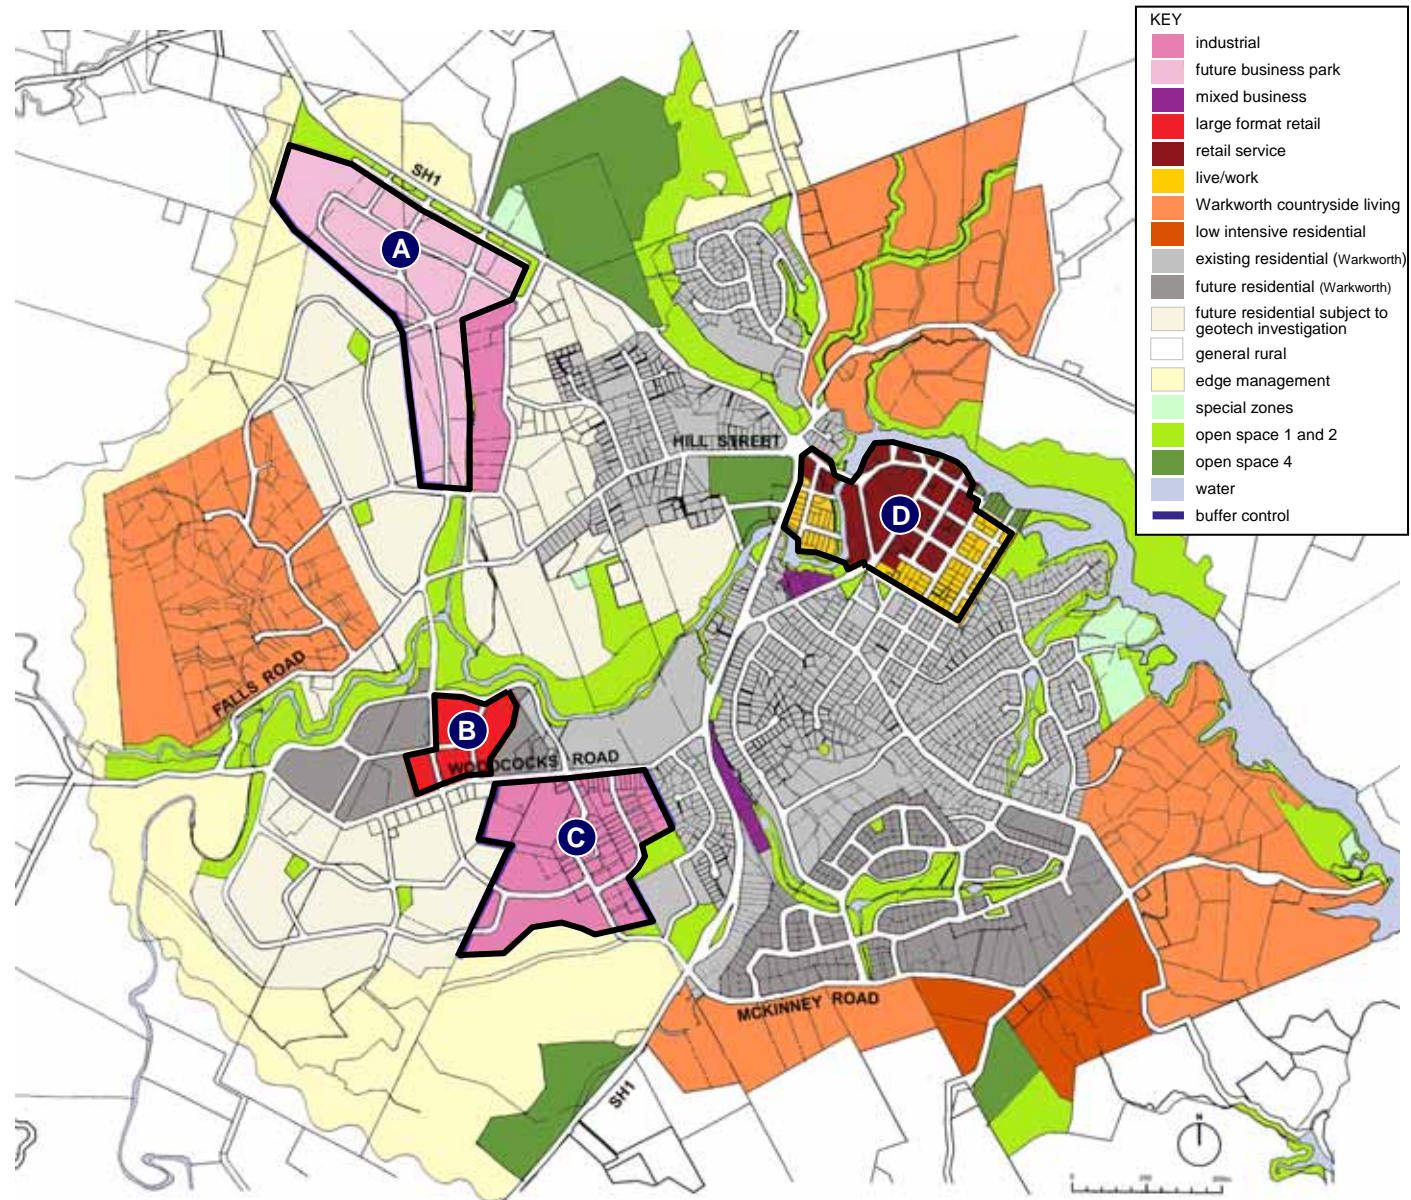 KEY
industrial
future business park
mixed business
large format retail
retail service
live/work
Warkworth countryside living
low intensive residential
existing residential (Warkworth)
future residential (Warkworth)
future residential subject to
geotech investigation
general rural
edge management
special zones
open space 1 and 2
open space 4
water
buffer control
SH1
A
HILL STREET
D
FALLS ROAD
B
WOODCOCKS ROAD
C
MCKINNEY ROAD
SH1
N